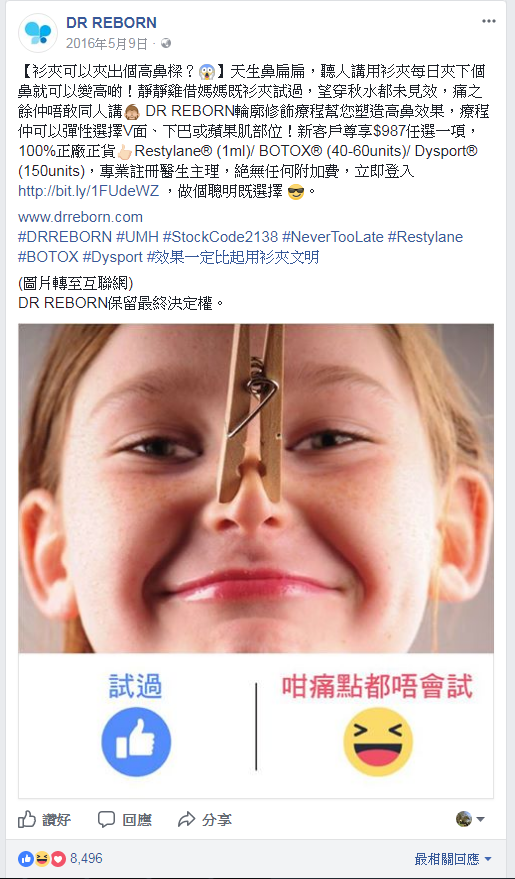 DR REBORN
2016年5月9日 ·
【衫夾可以夾出個高鼻樑？😱】天生鼻扁扁，聽人講用衫夾每日夾下個
鼻就可以變高啲！靜靜雞借媽媽既衫夾試過，望穿秋水都未見效，痛之
餘仲唔敢同人講🙈 DR REBORN輪廓修飾療程幫您塑造高鼻效果，療程
仲可以彈性選擇V面、下巴或蘋果肌部位！新客戶尊享$987任選一項，
100%正廠正貨👍Restylane® (1ml)/ BOTOX® (40-60units)/ Dysport®
(150units)，專業註冊醫生主理，絕無任何附加費，立即登入
http://bit.ly/1FUdeWZ ，做個聰明既選擇 😎。
www.drreborn.com
#DRREBORN #UMH #StockCode2138 #NeverTooLate #Restylane
#BOTOX #Dysport #效果一定比起用衫夾文明
(圖片轉至互聯網)
DR REBORN保留最終決定權。
試過
咁痛點都唔會試
讚好 回應 分享
8,496 最相關回應